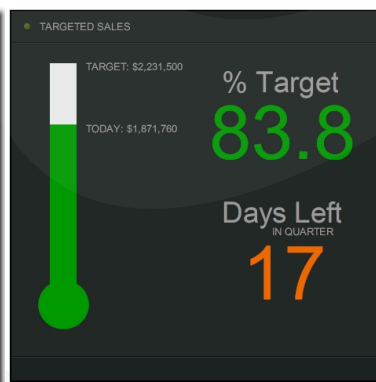 TARGETED SALES
TARGET: $2,231,500
TODAY: $1,871,760
% Target
83.8
Days Left
IN QUARTER
17